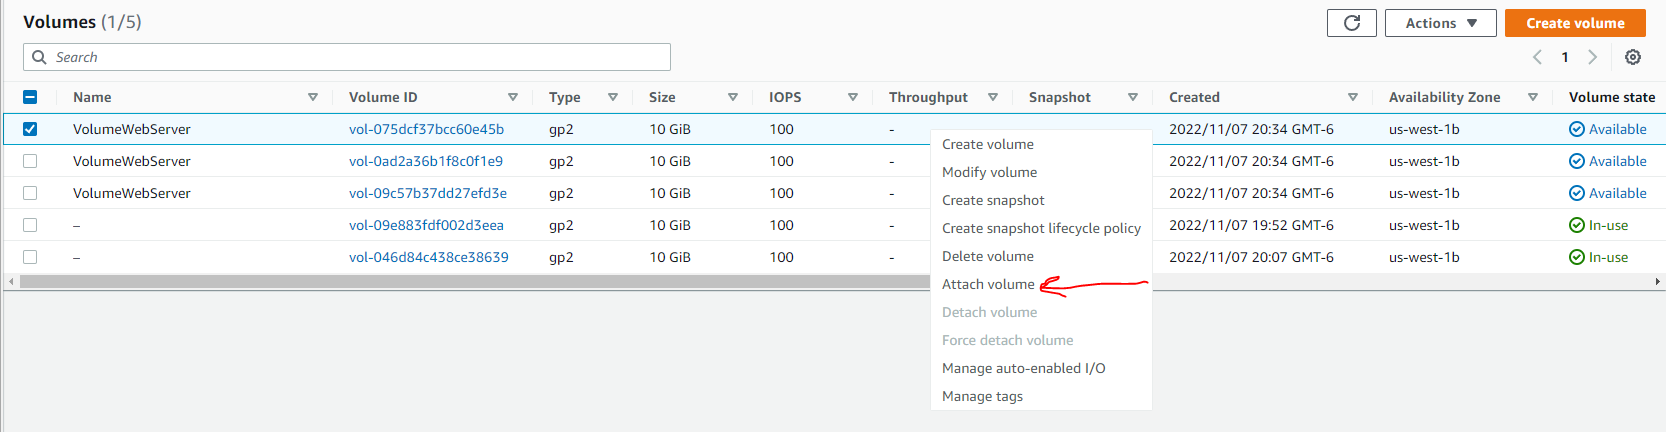 Volumes (1/5)
Actions
Create volume
Search
1
Name Volume ID Type Size IOPS Throughput Snapshot Created Availability Zone Volume state
VolumeWebServer vol-075dcf37bcc60e45b gp2 10 GiB 100 - 2022/11/07 20:34 GMT-6 us-west-1b Available
VolumeWebServer vol-0ad2a36b1f8c0f1e9 gp2 10 GiB 100 - 2022/11/07 20:34 GMT-6 us-west-1b Available
VolumeWebServer vol-09c57b37dd27efd3e gp2 10 GiB 100 - 2022/11/07 20:34 GMT-6 us-west-1b Available
– vol-09e883fdf002d3eea gp2 10 GiB 100 - 2022/11/07 19:52 GMT-6 us-west-1b In-use
– vol-046d84c438ce38639 gp2 10 GiB 100 - 2022/11/07 20:07 GMT-6 us-west-1b In-use
Create volume
Modify volume
Create snapshot
Create snapshot lifecycle policy
Delete volume
Attach volume
Detach volume
Force detach volume
Manage auto-enabled I/O
Manage tags